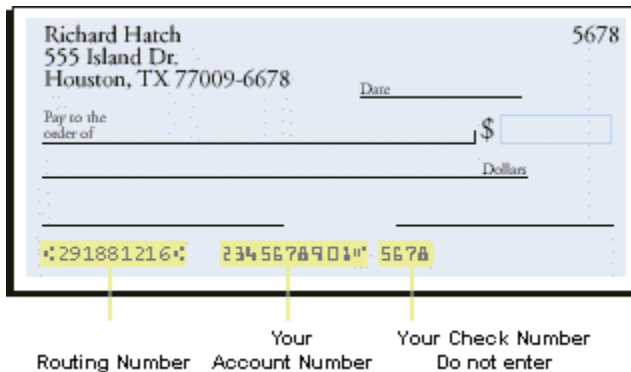 Richard Hatch 5678
555 Island Dr.
Houston, TX 77009-6678
Date
Pay to the
order of $
Dollars
⑆291881216⑆ 2345678901⑈ 5678
Your Your Check Number
Routing Number Account Number Do not enter